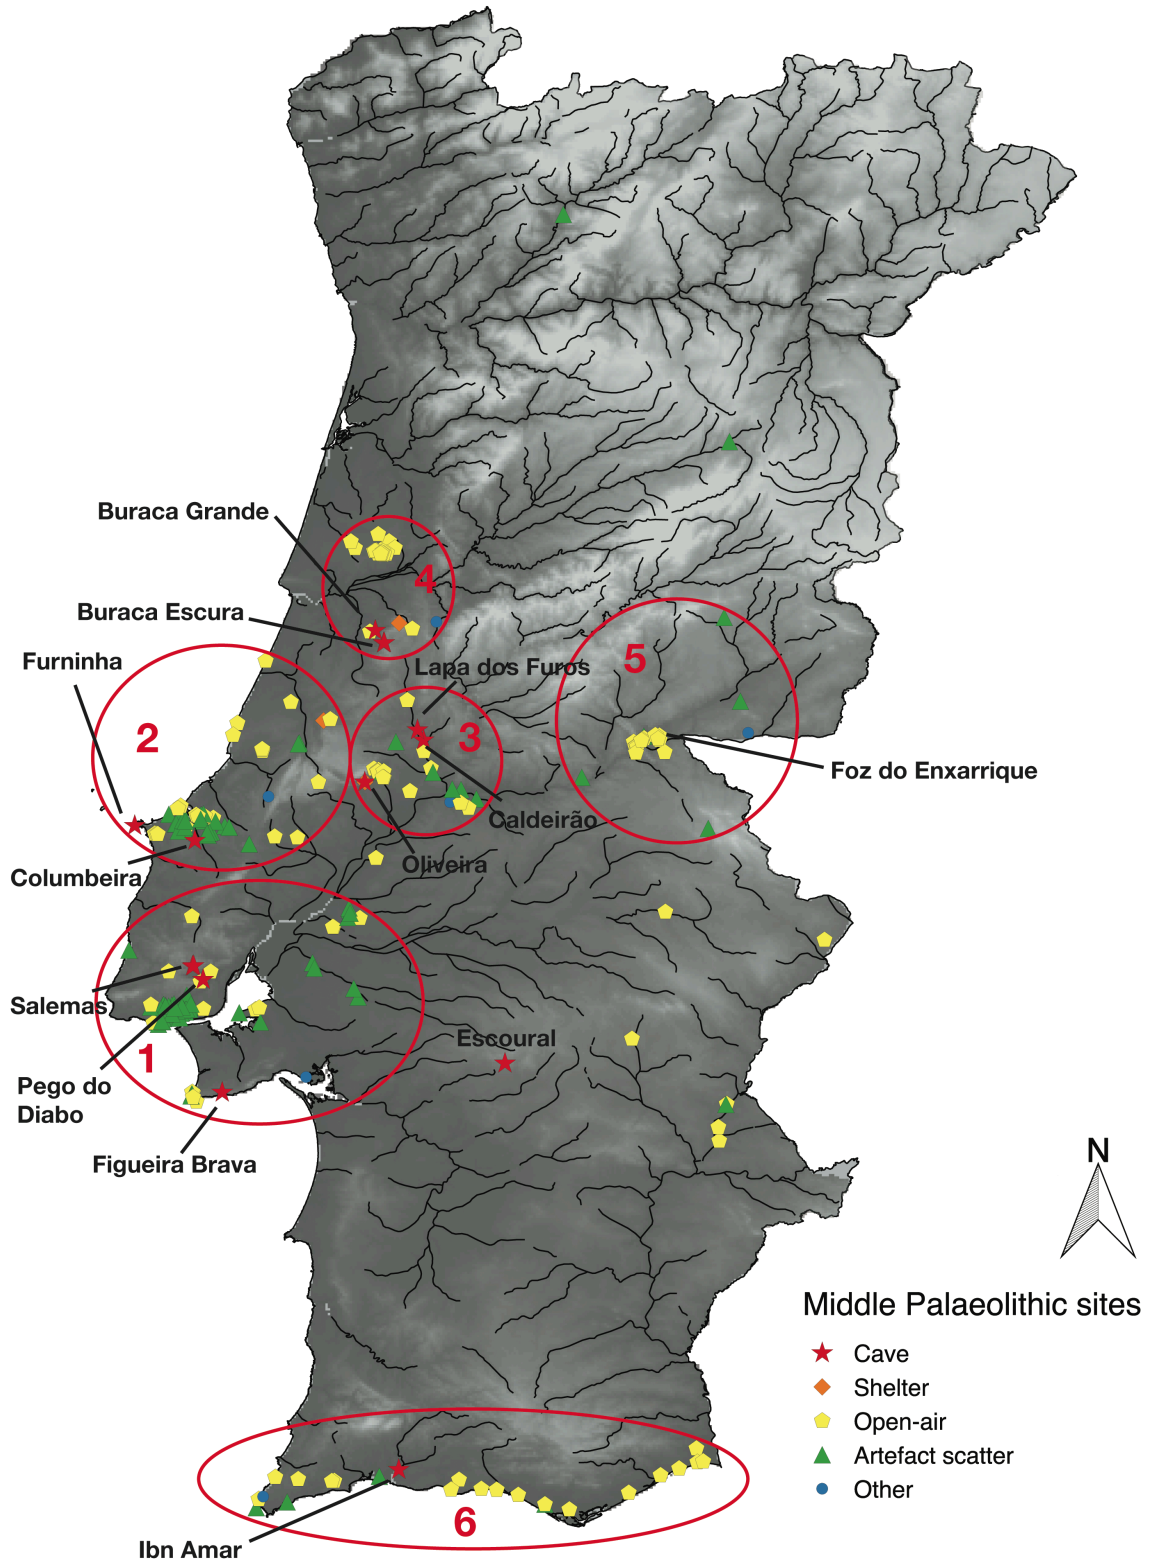 Buraca Grande
4
Buraca Escura
Furninha
Lapa dos Furos
5
2
3
Foz do Enxarrique
Caldeirão
Oliveira
Columbeira
Salemas
Escoural
1
Pego do
Diabo
Figueira Brava
N
Middle Palaeolithic sites
Cave
Shelter
Open-air
Artefact scatter
Other
6
Ibn Amar